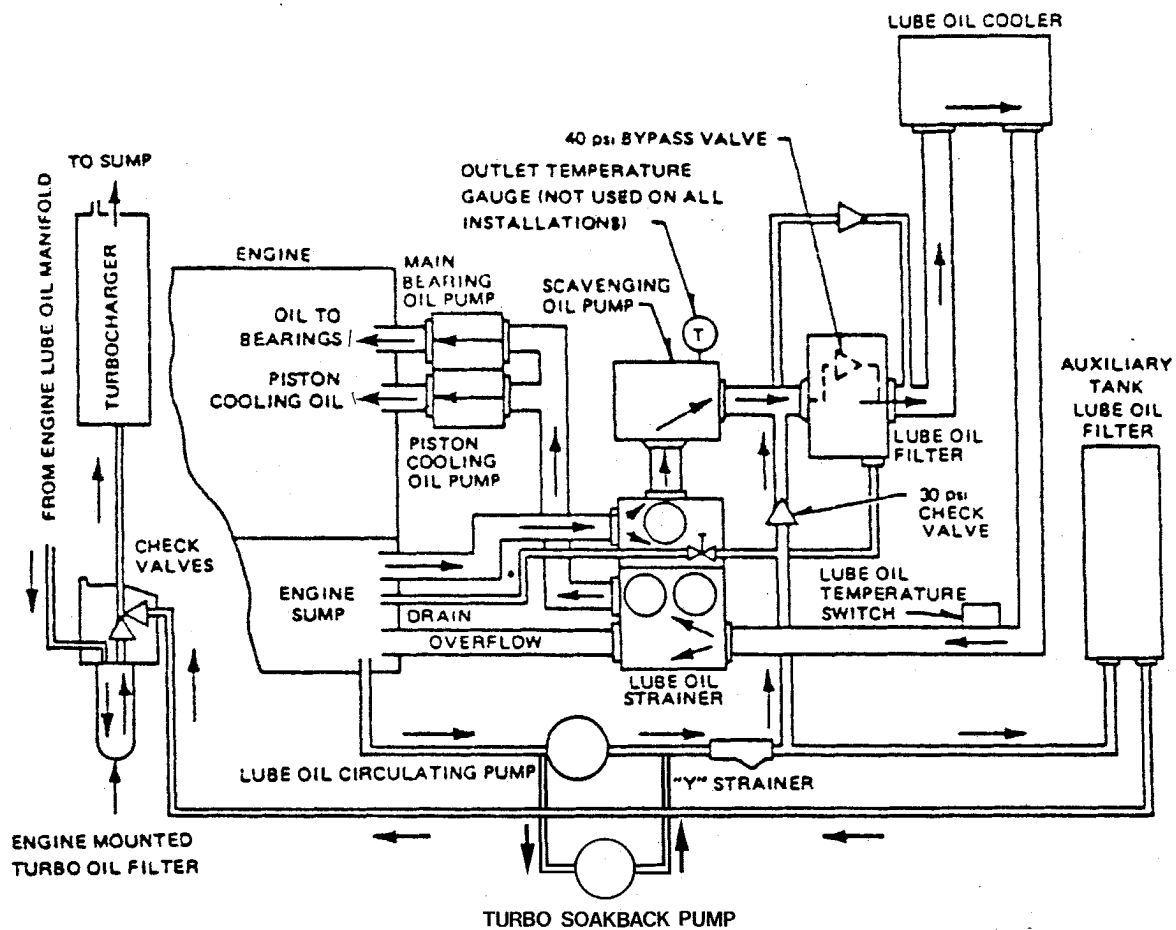 LUBE OIL COOLER
40 psi BYPASS VALVE
TO SUMP
OUTLET TEMPERATURE
GAUGE (NOT USED ON ALL
INSTALLATIONS)
FROM ENGINE LUBE OIL MANIFOLD
TURBOCHARGER
ENGINE
MAIN
BEARING
OIL PUMP
SCAVENGING
OIL PUMP
T
OIL TO
BEARINGS
PISTON
COOLING OIL
AUXILIARY
TANK
LUBE OIL
FILTER
PISTON
COOLING
OIL PUMP
LUBE OIL
FILTER
30 psi
CHECK
VALVE
CHECK
VALVES
ENGINE
SUMP
LUBE OIL
TEMPERATURE
SWITCH
DRAIN
OVERFLOW
LUBE OIL
STRAINER
LUBE OIL CIRCULATING PUMP
"Y" STRAINER
ENGINE MOUNTED
TURBO OIL FILTER
TURBO SOAKBACK PUMP